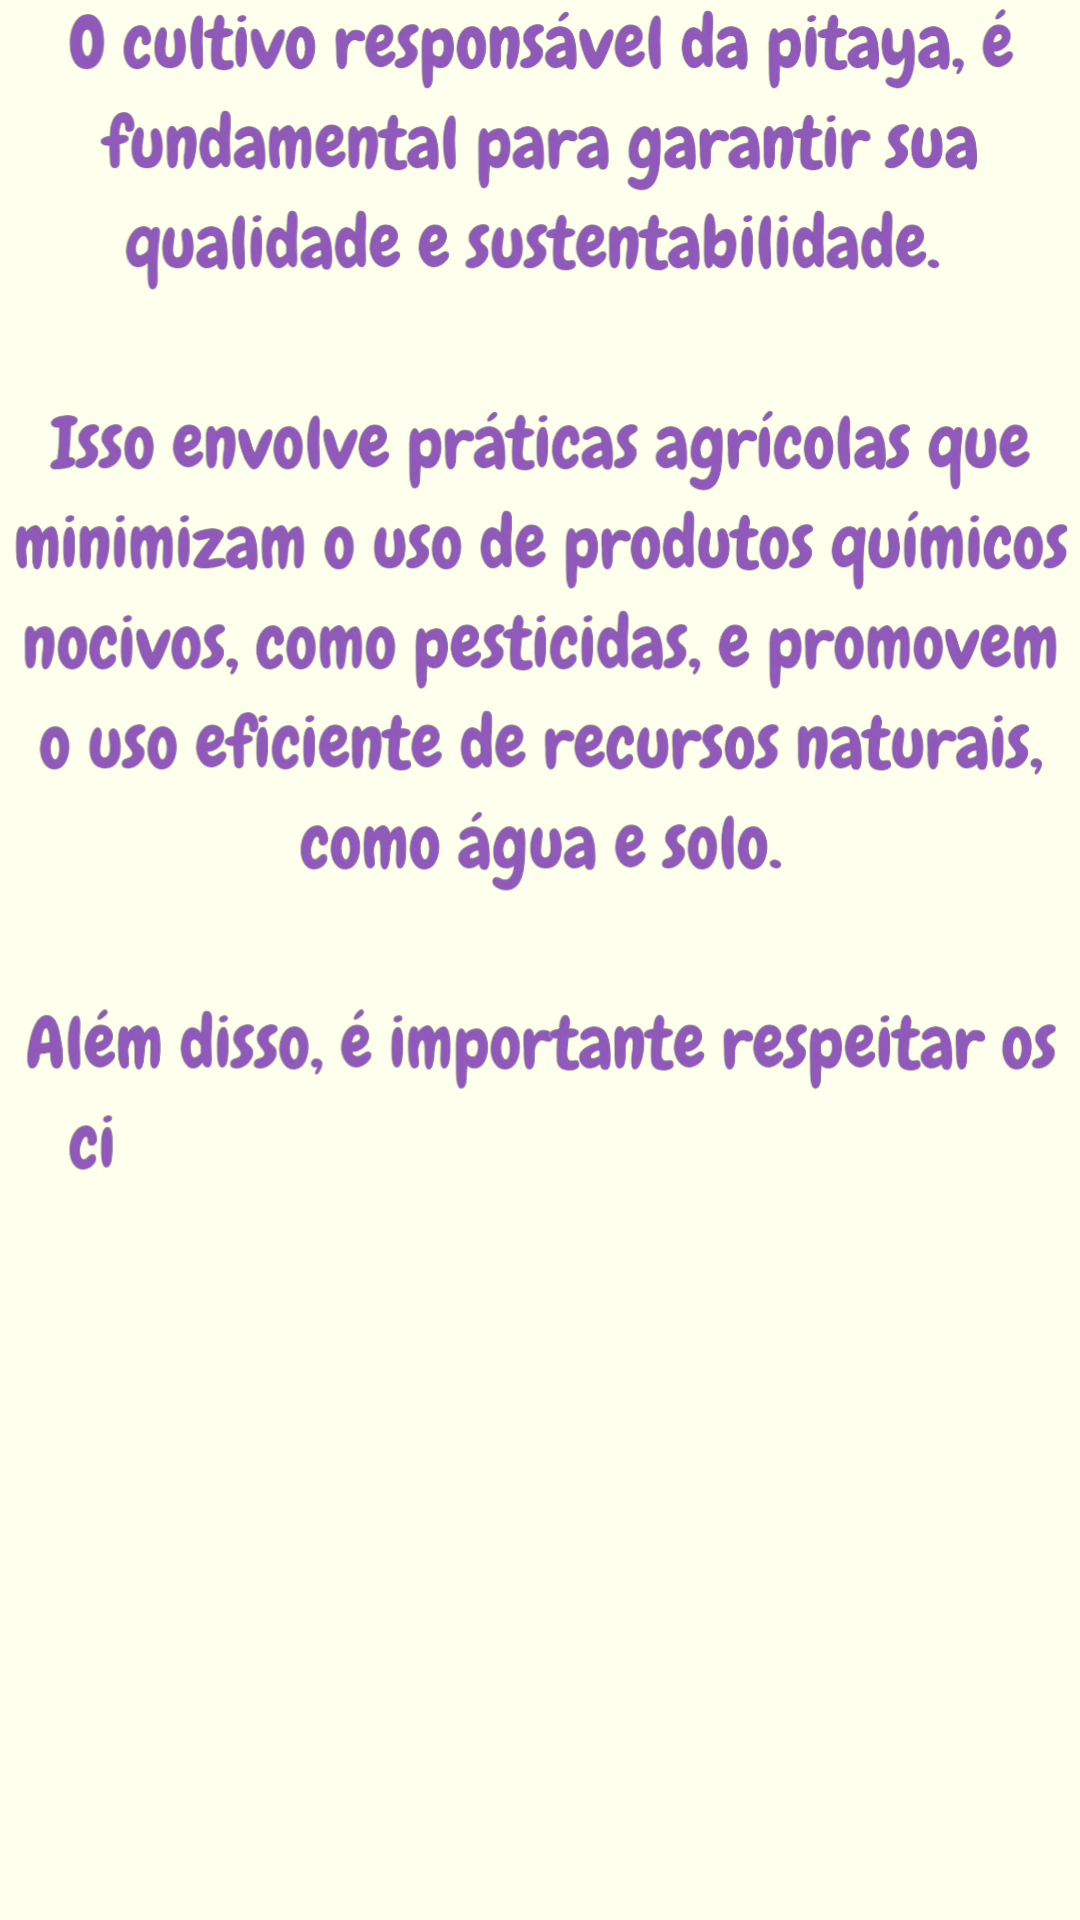 O cultivo responsável da pitaya, é
fundamental para garantir sua
qualidade e sustentabilidade.
Isso envolve práticas agrícolas que
minimizam o uso de produtos químicos
nocivos, como pesticidas, e promovem
o uso eficiente de recursos naturais,
como água e solo.
Além disso, é importante respeitar os
ci